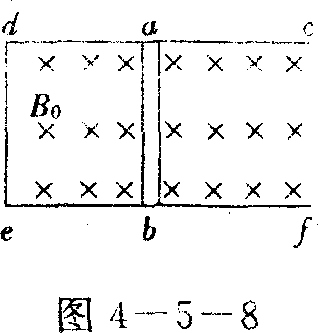 d a c
B₀
e b f
图 4－5－8